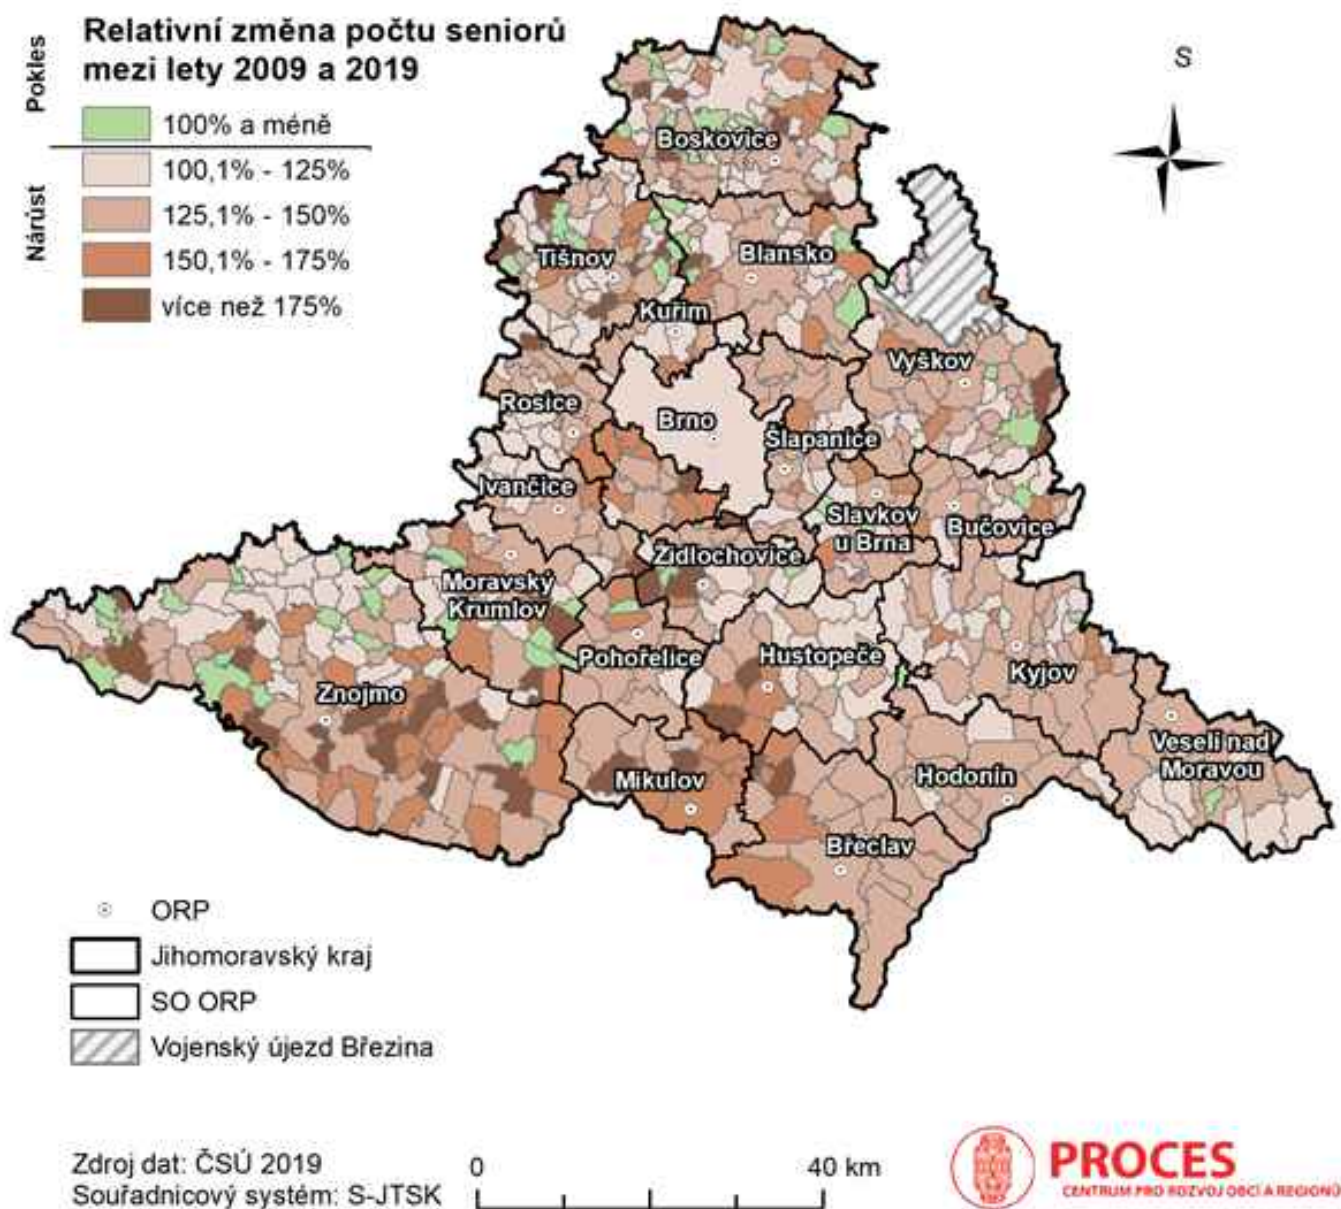 Relativní změna počtu seniorů
mezi lety 2009 a 2019
Pokles
100% a méně
Nárůst
100,1% - 125%
125,1% - 150%
150,1% - 175%
více než 175%
S
Boskovice
Tišnov
Blansko
Kuřim
Vyškov
Rosice
Brno
Šlapanice
Ivančice
Slavkov
u Brna
Bučovice
Židlochovice
Moravský
Krumlov
Pohořelice
Hustopeče
Kyjov
Znojmo
Veselí nad
Moravou
Mikulov
Hodonín
Břeclav
ORP
Jihomoravský kraj
SO ORP
Vojenský újezd Březina
Zdroj dat: ČSÚ 2019
Souřadnicový systém: S-JTSK
0 40 km
PROCES
CENTRUM PRO ROZVOJ OBCÍ A REGIONŮ